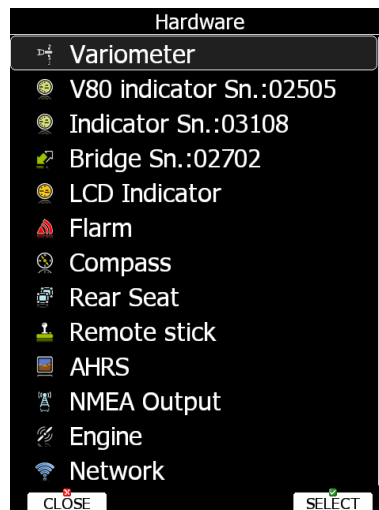 Hardware
Variometer
V80 indicator Sn.:02505
Indicator Sn.:03108
Bridge Sn.:02702
LCD Indicator
Flarm
Compass
Rear Seat
Remote stick
AHRS
NMEA Output
Engine
Network
CLOSE SELECT